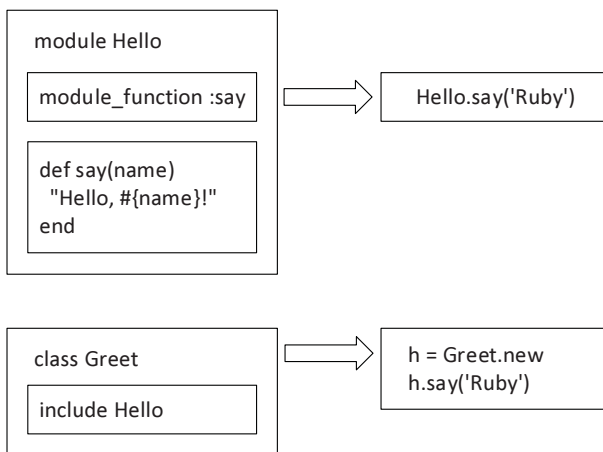 module Hello
module_function :say
def say(name)
"Hello, #{name}!"
end
Hello.say('Ruby')
class Greet
include Hello
h = Greet.new
h.say('Ruby')